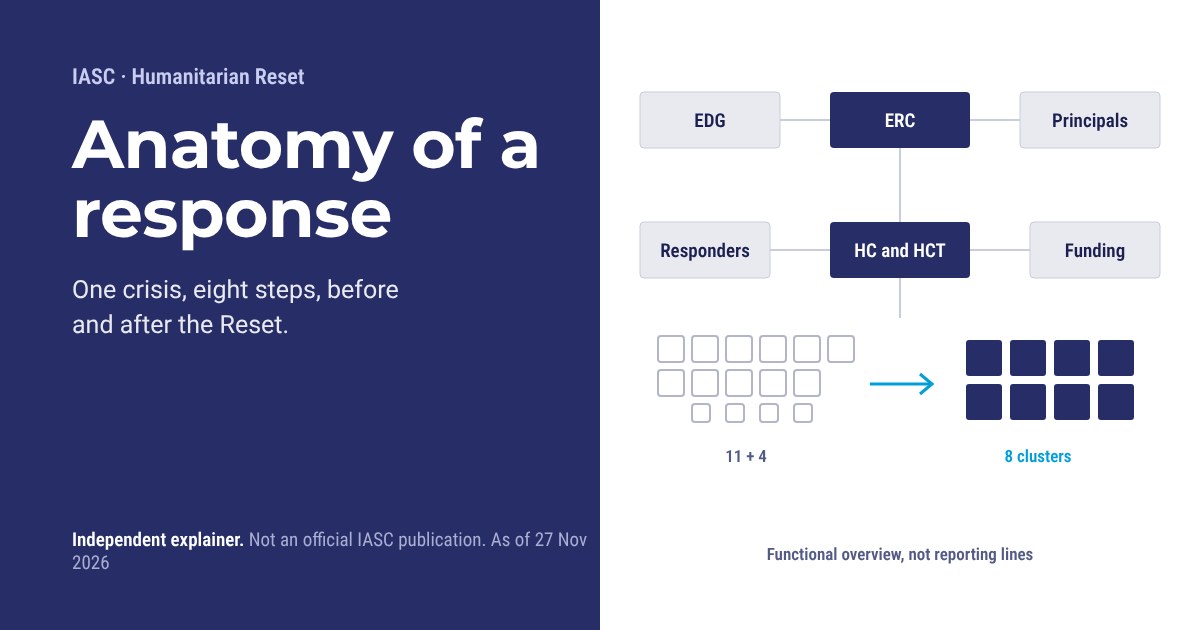 IASC · Humanitarian Reset
Anatomy of a
response
One crisis, eight steps, before
and after the Reset.
Independent explainer. Not an official IASC publication. As of 27 Nov
2026
EDG
ERC
Principals
Responders
HC and HCT
Funding
11 + 4
8 clusters
Functional overview, not reporting lines